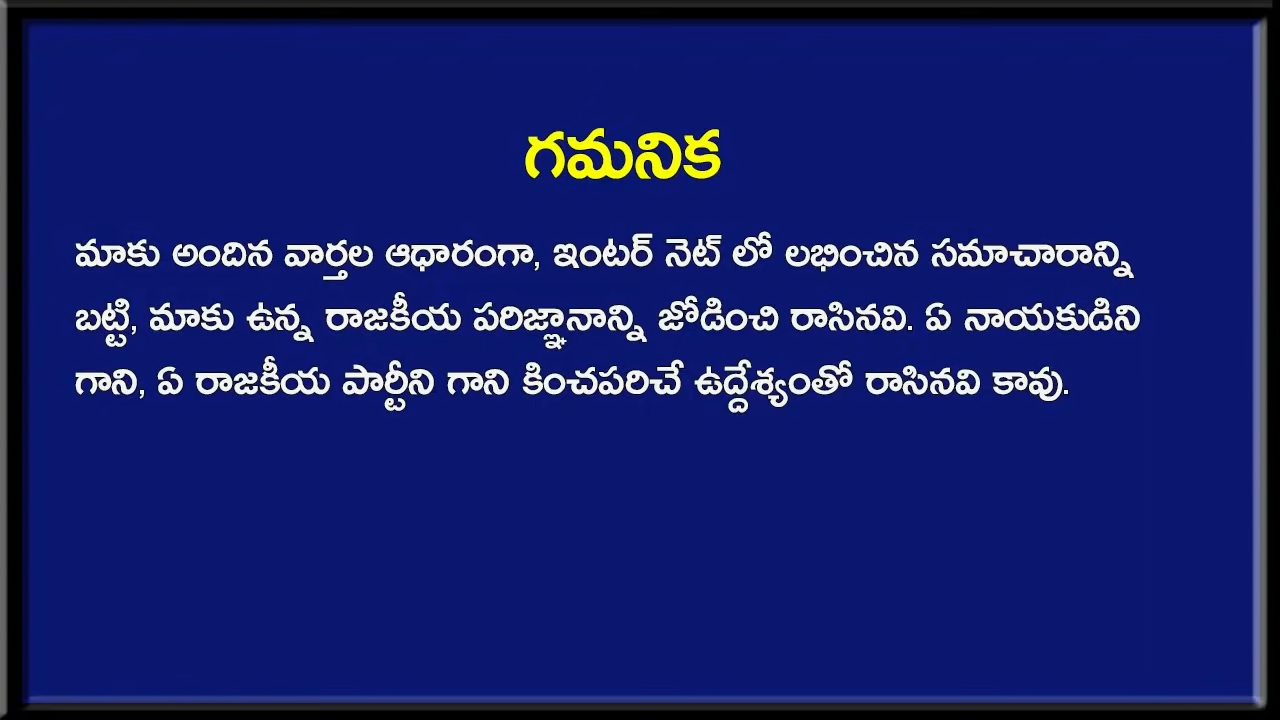 గమనిక
మాకు అందిన వార్తల ఆధారంగా, ఇంటర్ నెట్ లో లభించిన సమాచారాన్ని
బట్టి, మాకు ఉన్న రాజకీయ పరిజ్ఞానాన్ని జోడించి రాసినవి. ఏ నాయకుడిని
గాని, ఏ రాజకీయ పార్టీని గాని కించపరిచే ఉద్దేశ్యంతో రాసినవి కావు.